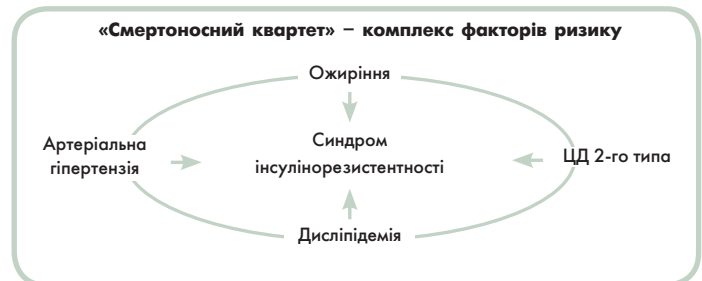 «Смертоносний квартет» – комплекс факторів ризику
Ожиріння
Артеріальна
гіпертензія
Синдром
інсулінорезистентності
ЦД 2-го типа
Дисліпідемія